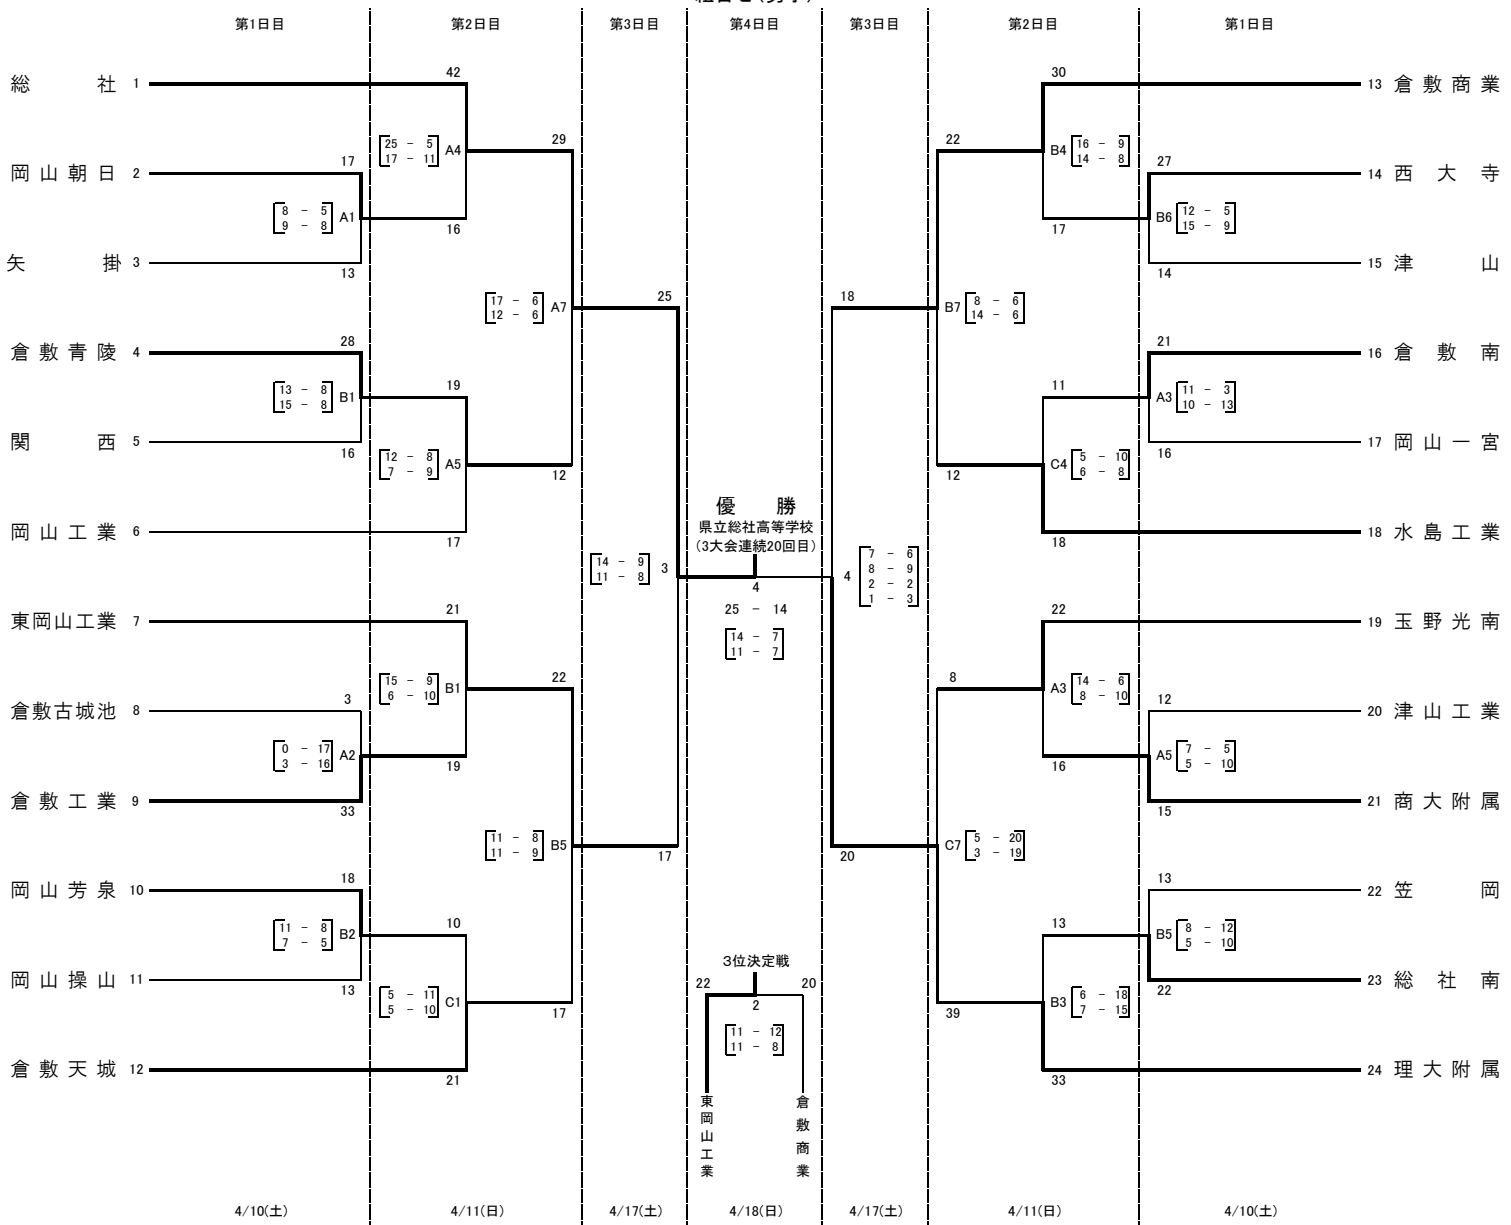 組合せ(男子)
第1日目 第2日目 第3日目 第4日目 第3日目 第2日目 第1日目
総社 1
42
岡山朝日 2
17
25 - 5
17 - 11
A4
29
8 - 5
9 - 8
A1
16
矢掛 3
13
17 - 6
12 - 6
A7
25
倉敷青陵 4
28
13 - 8
15 - 8
B1
19
関西 5
16
12 - 8
7 - 9
A5
12
岡山工業 6
17
14 - 9
11 - 8
3
東岡山工業 7
21
倉敷古城池 8
3
15 - 9
6 - 10
B1
22
0 - 17
3 - 16
A2
19
倉敷工業 9
33
11 - 8
11 - 9
B5
17
岡山芳泉 10
18
11 - 8
7 - 5
B2
10
岡山操山 11
13
5 - 11
5 - 10
C1
17
倉敷天城 12
21
優勝
県立総社高等学校
(3大会連続20回目)
4
25 - 14
14 - 7
11 - 7
3位決定戦
22
20
2
11 - 12
11 - 8
東岡山工業
倉敷商業
30
13 倉敷商業
22
B4
16 - 9
14 - 8
27
14 西大寺
17
B6
12 - 5
15 - 9
14
15 津山
18
B7
8 - 6
14 - 6
21
16 倉敷南
11
A3
11 - 3
10 - 13
16
17 岡山一宮
12
C4
5 - 10
6 - 8
18
18 水島工業
4
7 - 6
8 - 9
2 - 2
1 - 3
22
19 玉野光南
8
A3
14 - 6
8 - 10
12
20 津山工業
16
A5
7 - 5
5 - 10
15
21 商大附属
20
C7
5 - 20
3 - 19
13
22 笠岡
13
B5
8 - 12
5 - 10
22
23 総社南
39
B3
6 - 18
7 - 15
33
24 理大附属
4/10(土) 4/11(日) 4/17(土) 4/18(日) 4/17(土) 4/11(日) 4/10(土)